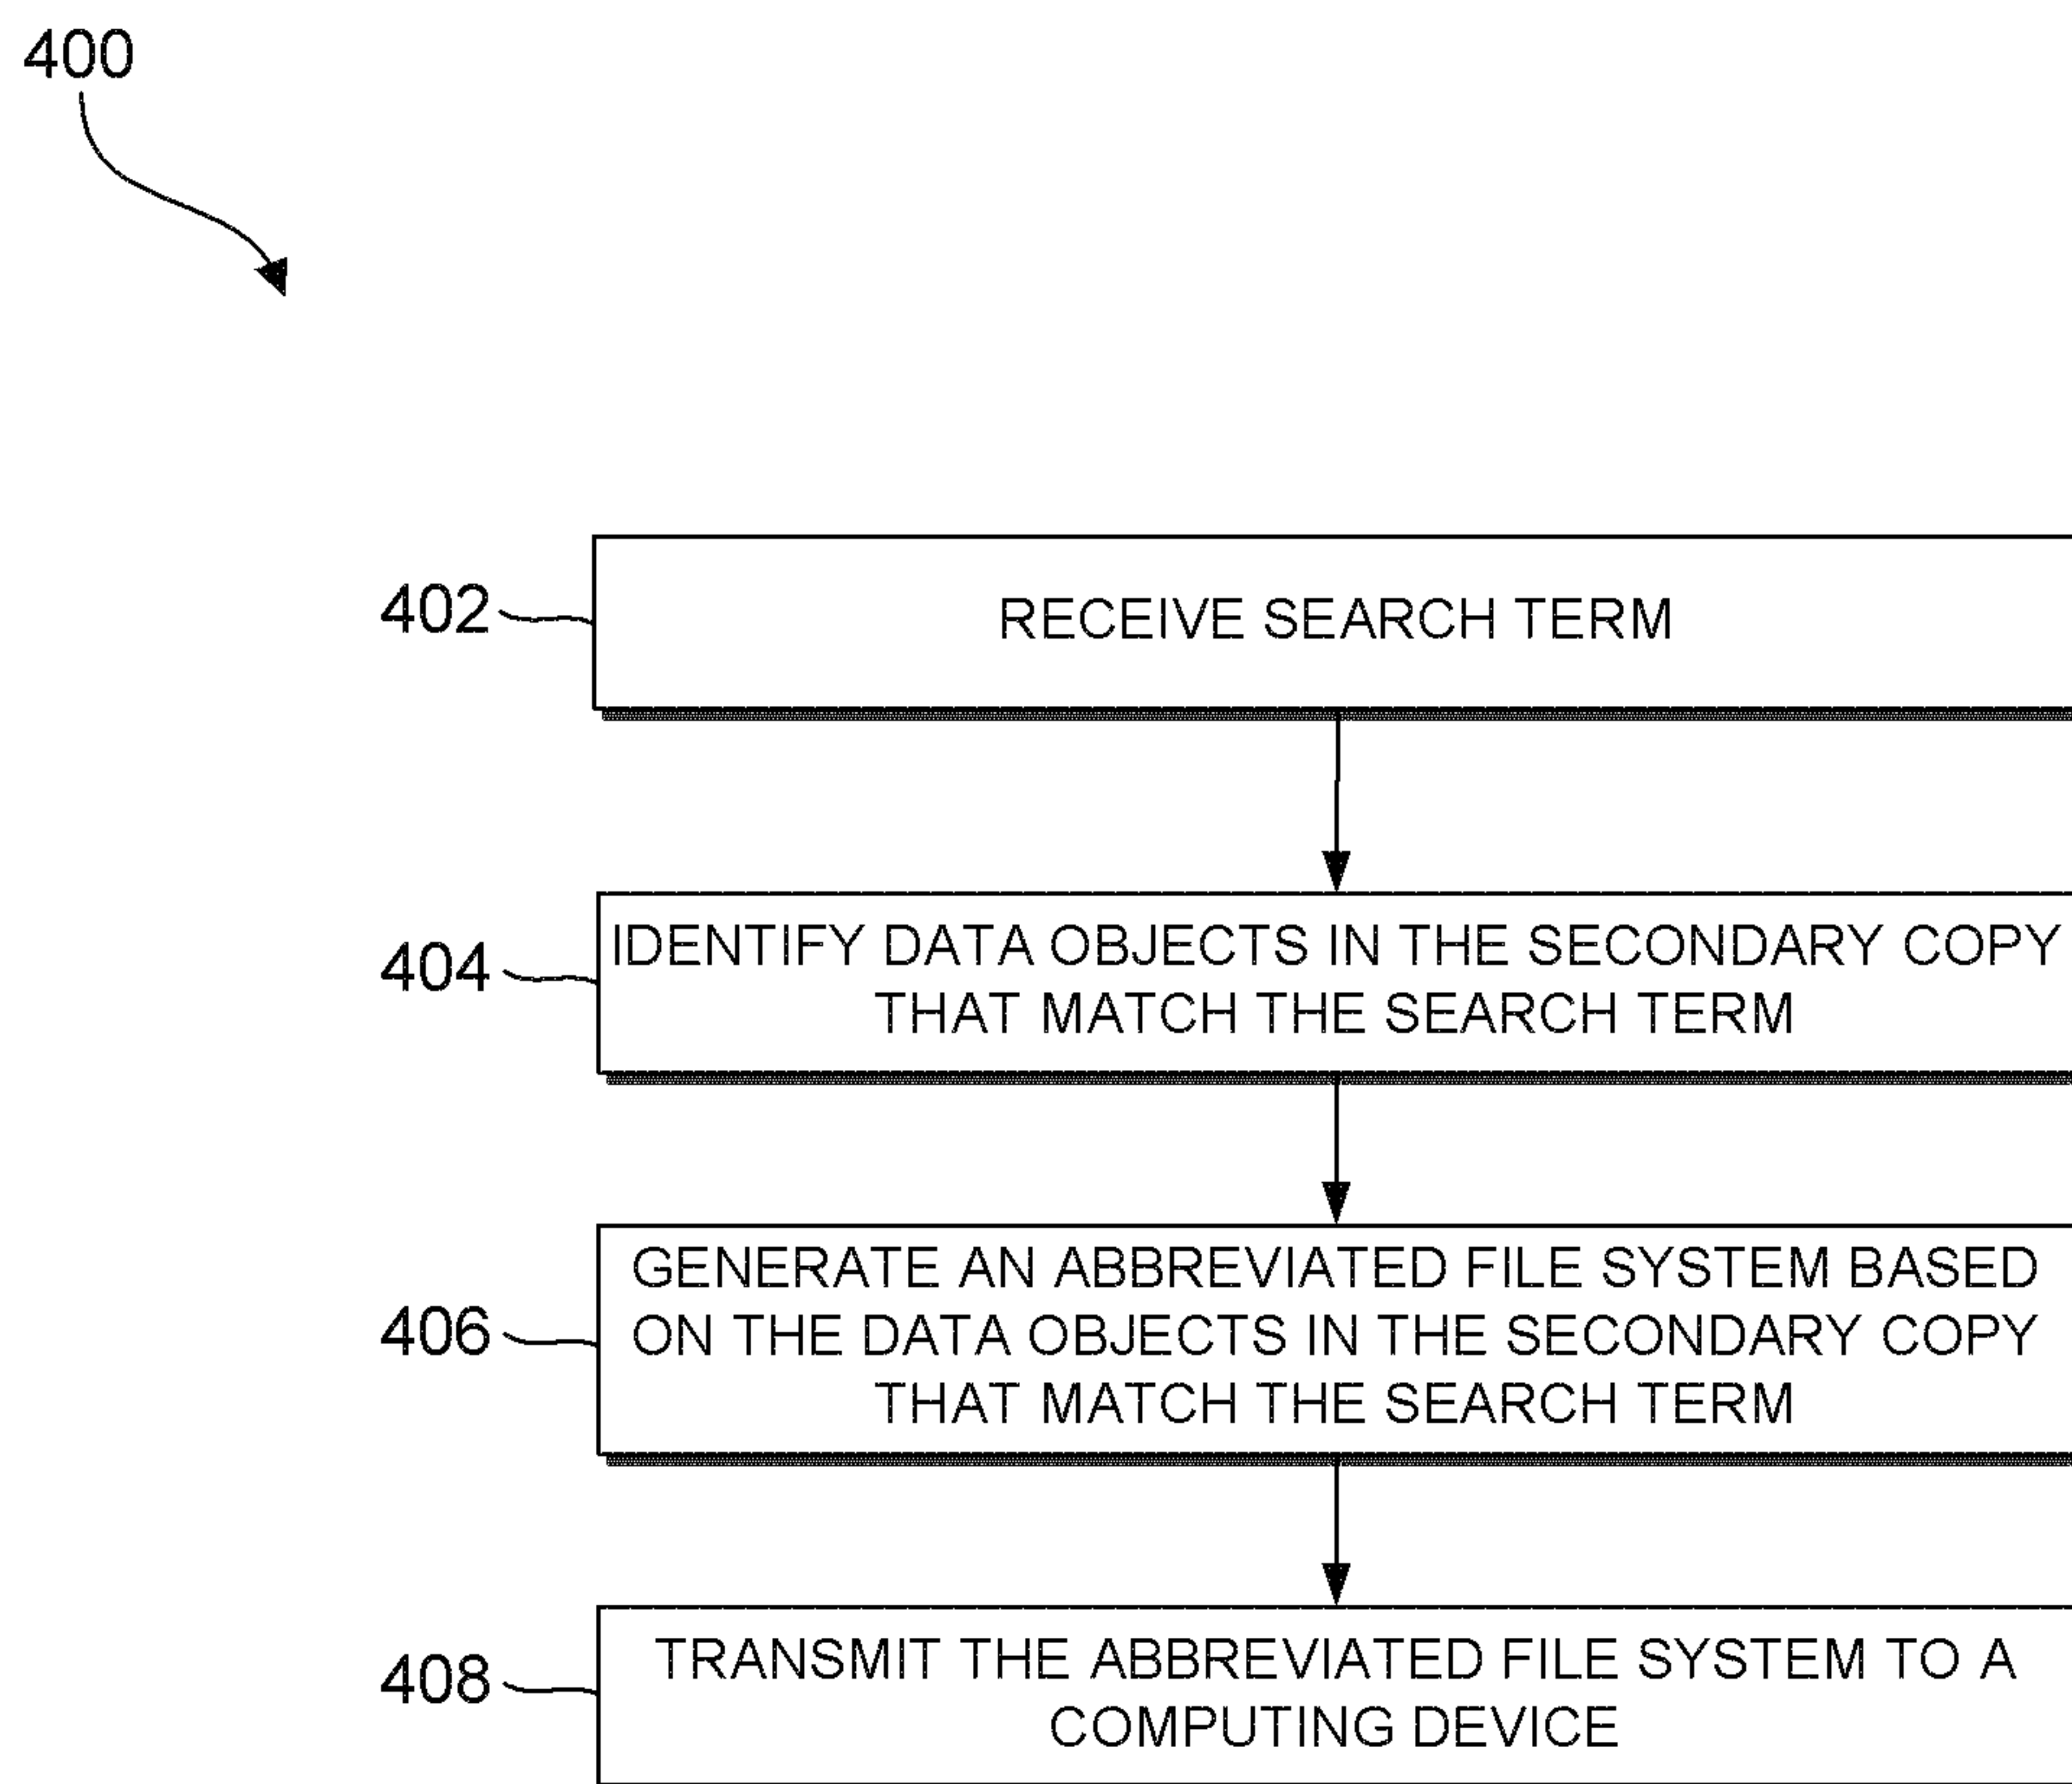 400
402
RECEIVE SEARCH TERM
404
IDENTIFY DATA OBJECTS IN THE SECONDARY COPY
THAT MATCH THE SEARCH TERM
406
GENERATE AN ABBREVIATED FILE SYSTEM BASED
ON THE DATA OBJECTS IN THE SECONDARY COPY
THAT MATCH THE SEARCH TERM
408
TRANSMIT THE ABBREVIATED FILE SYSTEM TO A
COMPUTING DEVICE